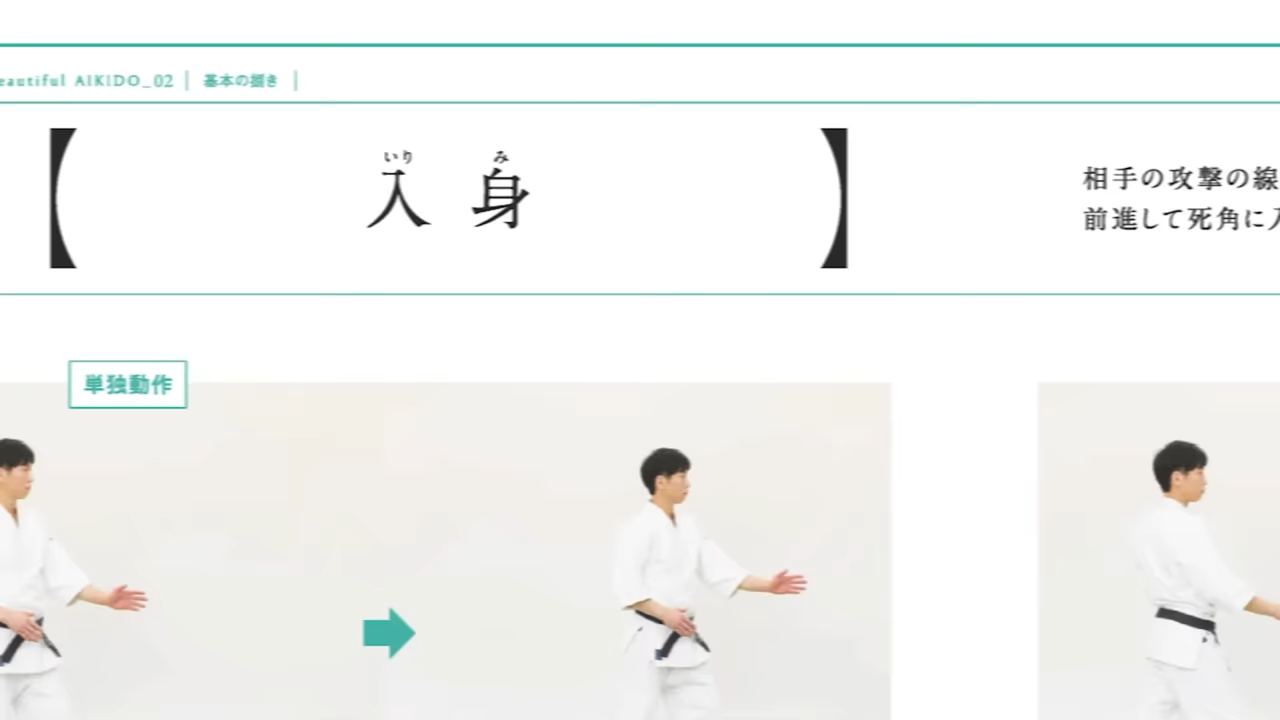 eautiful AIKIDO_02 | 基本の捌き |
いり み
入 身
相手の攻撃の線
前進して死角に入
単独動作